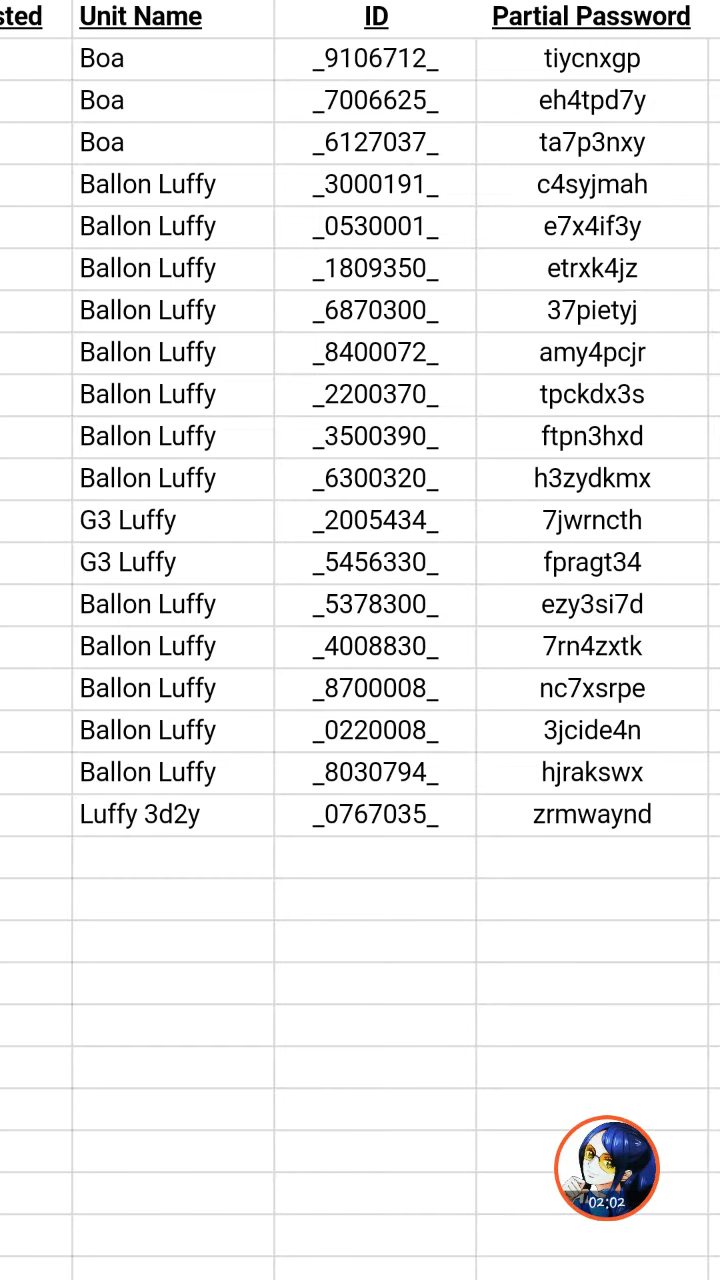 sted Unit Name ID Partial Password
Boa _9106712_ tiycnxgp
Boa _7006625_ eh4tpd7y
Boa _6127037_ ta7p3nxy
Ballon Luffy _3000191_ c4syjmah
Ballon Luffy _0530001_ e7x4if3y
Ballon Luffy _1809350_ etrxk4jz
Ballon Luffy _6870300_ 37pietyj
Ballon Luffy _8400072_ amy4pcjr
Ballon Luffy _2200370_ tpckdx3s
Ballon Luffy _3500390_ ftpn3hxd
Ballon Luffy _6300320_ h3zydkmx
G3 Luffy _2005434_ 7jwrncth
G3 Luffy _5456330_ fpragt34
Ballon Luffy _5378300_ ezy3si7d
Ballon Luffy _4008830_ 7rn4zxtk
Ballon Luffy _8700008_ nc7xsrpe
Ballon Luffy _0220008_ 3jcide4n
Ballon Luffy _8030794_ hjrakswx
Luffy 3d2y _0767035_ zrmwaynd
02:02